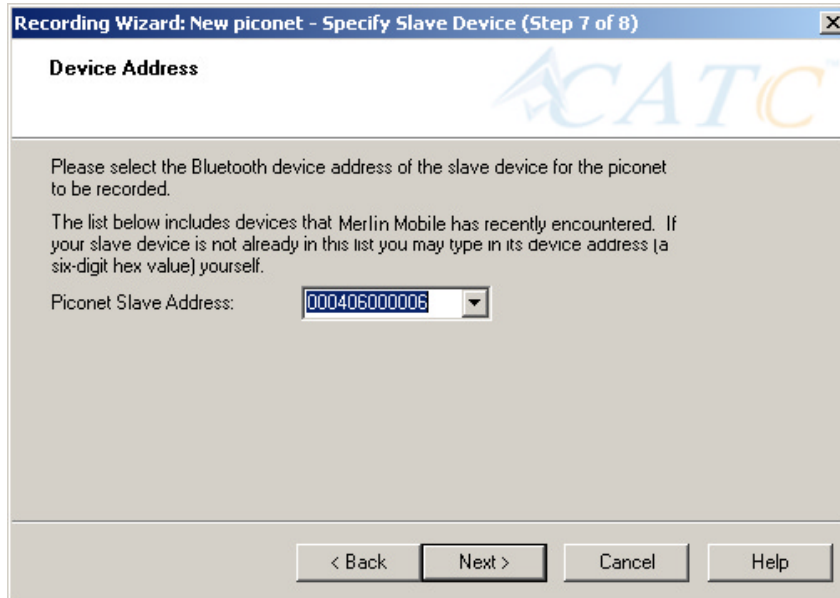 Recording Wizard: New piconet - Specify Slave Device (Step 7 of 8)
Device Address
CATC
Please select the Bluetooth device address of the slave device for the piconet
to be recorded.
The list below includes devices that Merlin Mobile has recently encountered. If
your slave device is not already in this list you may type in its device address (a
six-digit hex value) yourself.
Piconet Slave Address: 000406000006
< Back Next > Cancel Help